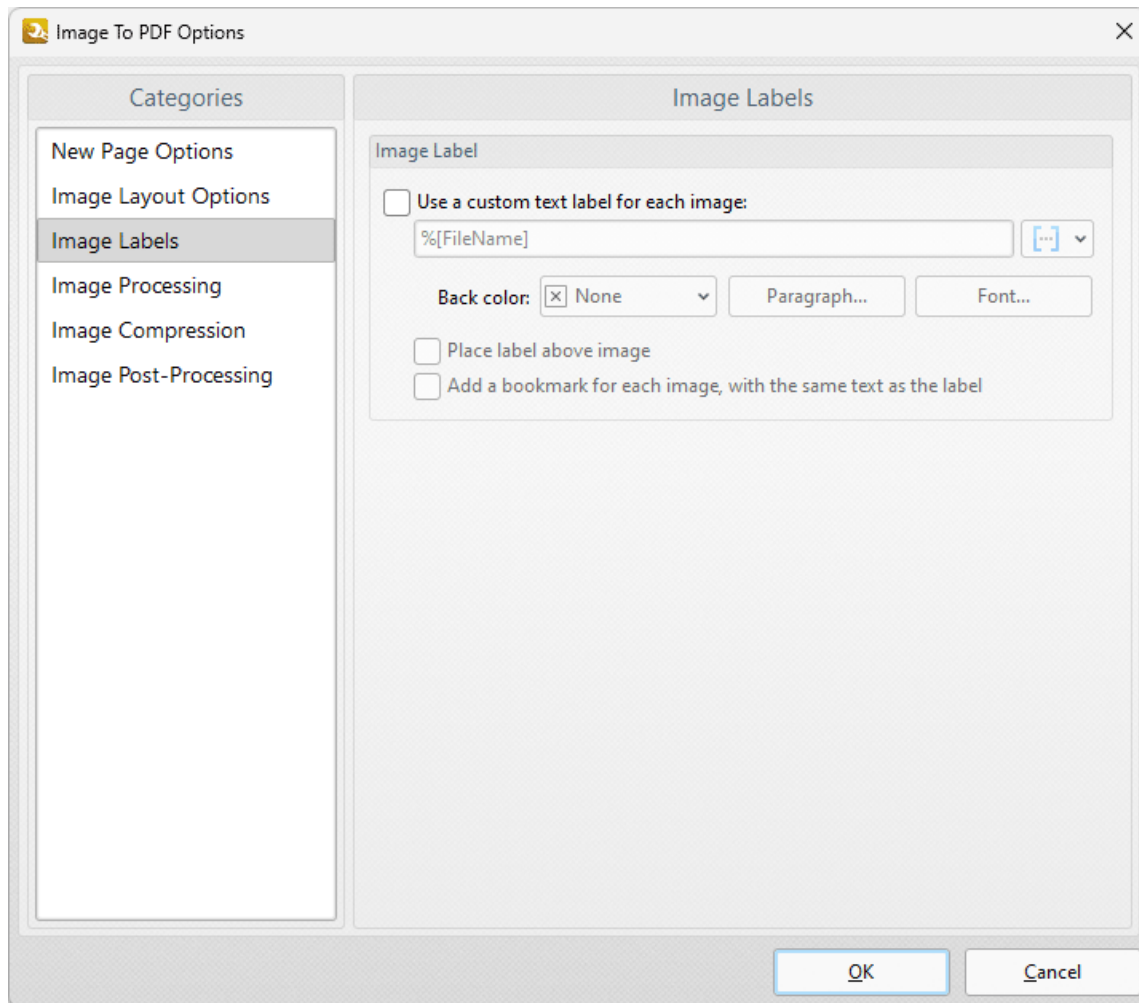 Image To PDF Options
Categories
New Page Options
Image Layout Options
Image Labels
Image Processing
Image Compression
Image Post-Processing
Image Labels
Image Label
Use a custom text label for each image:
%[FileName]
Back color: None Paragraph... Font...
Place label above image
Add a bookmark for each image, with the same text as the label
OK Cancel